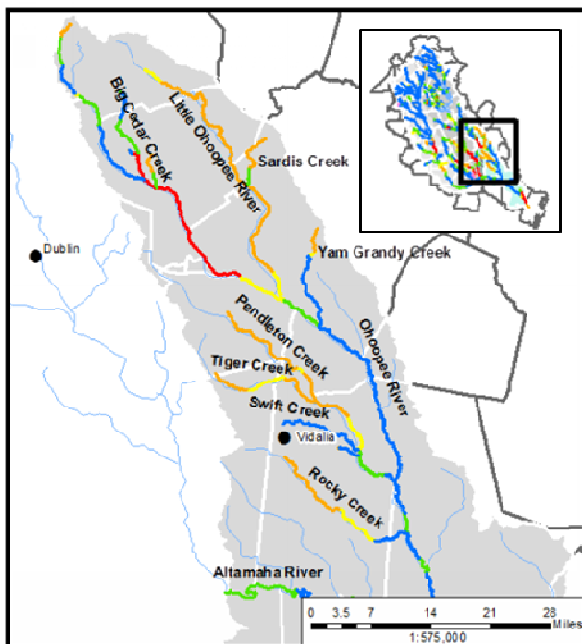 Big Cedar Creek
Little Ohoopee River
Sardis Creek
Dublin
Yam Grandy Creek
Pendleton Creek
Ohoopee River
Tiger Creek
Swift Creek
Vidalia
Rocky Creek
Altamaha River
0 3.5 7 14 21 28
Miles
1:575,000